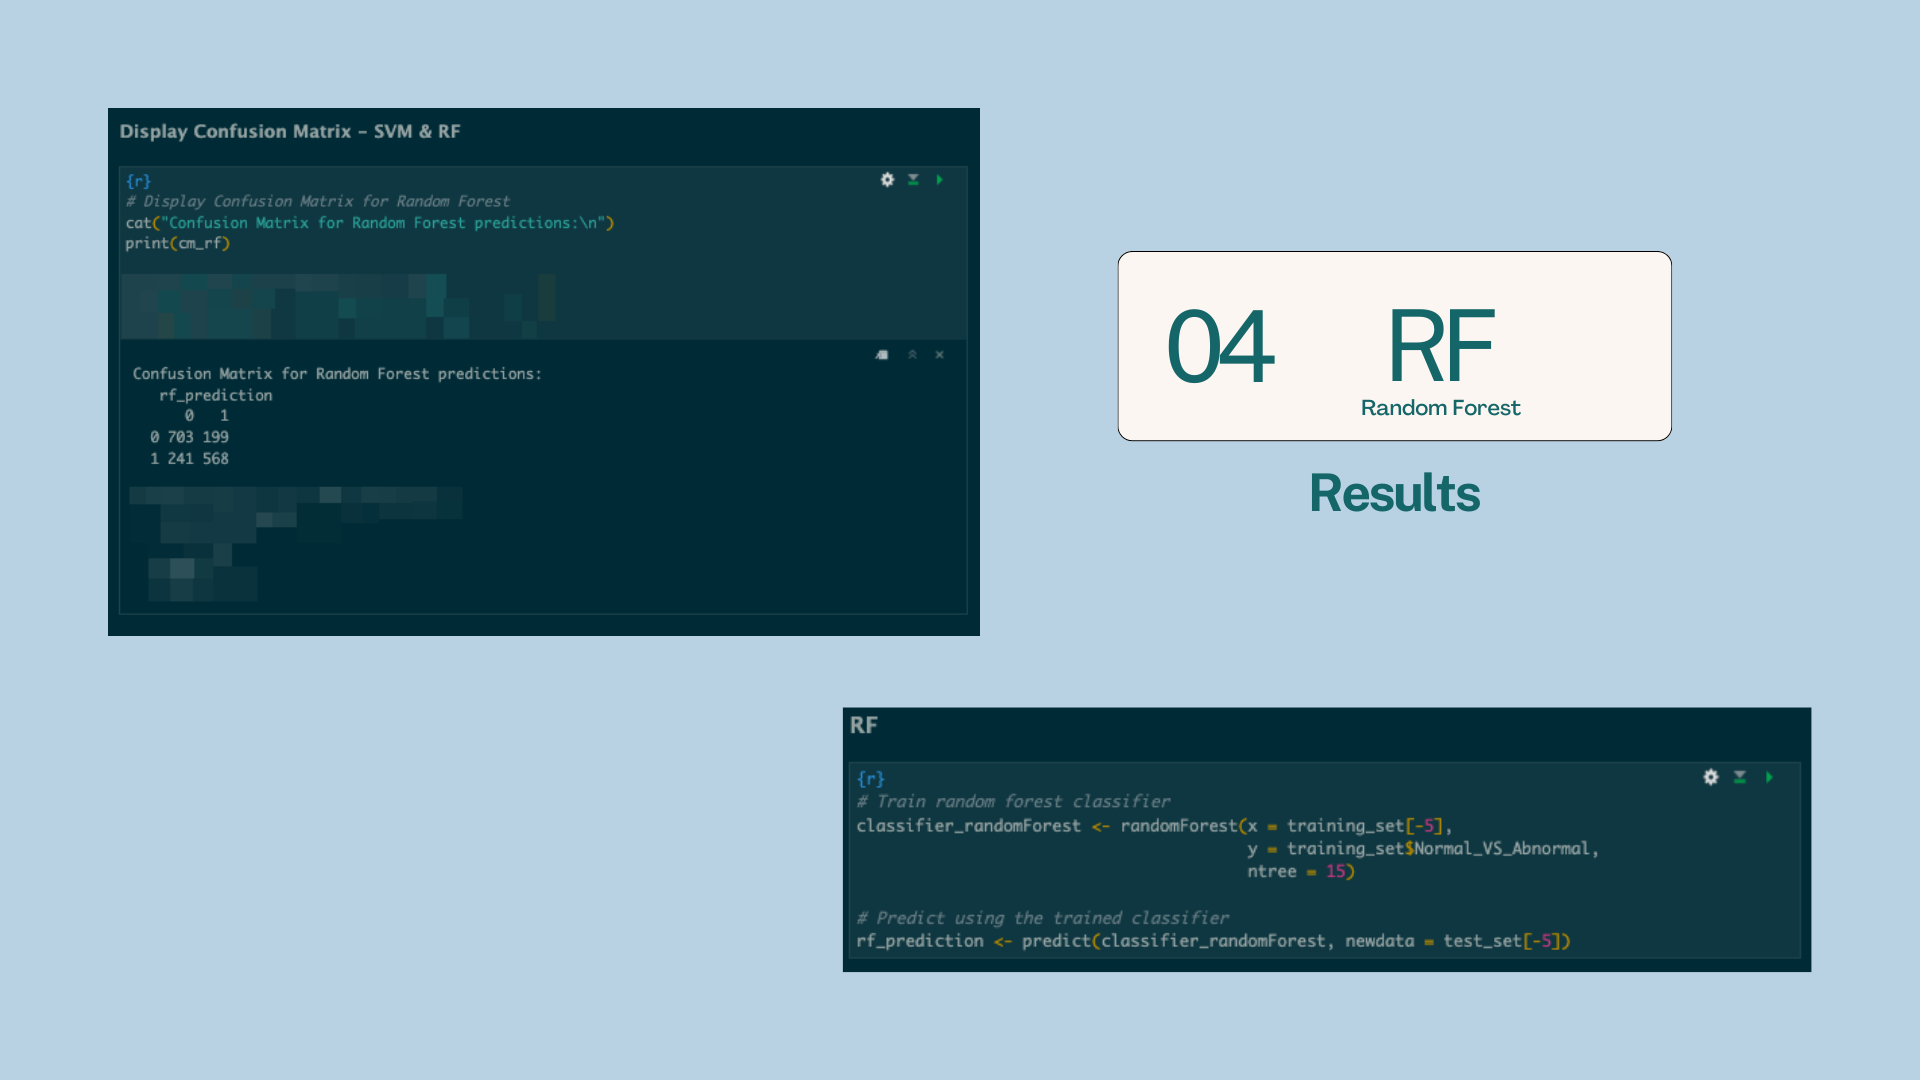 Display Confusion Matrix – SVM & RF
{r}
# Display Confusion Matrix for Random Forest
cat("Confusion Matrix for Random Forest predictions:\n")
print(cm_rf)
Confusion Matrix for Random Forest predictions:
rf_prediction
0 1
0 703 199
1 241 568
04 RF
Random Forest
Results
RF
{r}
# Train random forest classifier
classifier_randomForest <- randomForest(x = training_set[-5],
y = training_set$Normal_VS_Abnormal,
ntree = 15)
# Predict using the trained classifier
rf_prediction <- predict(classifier_randomForest, newdata = test_set[-5])